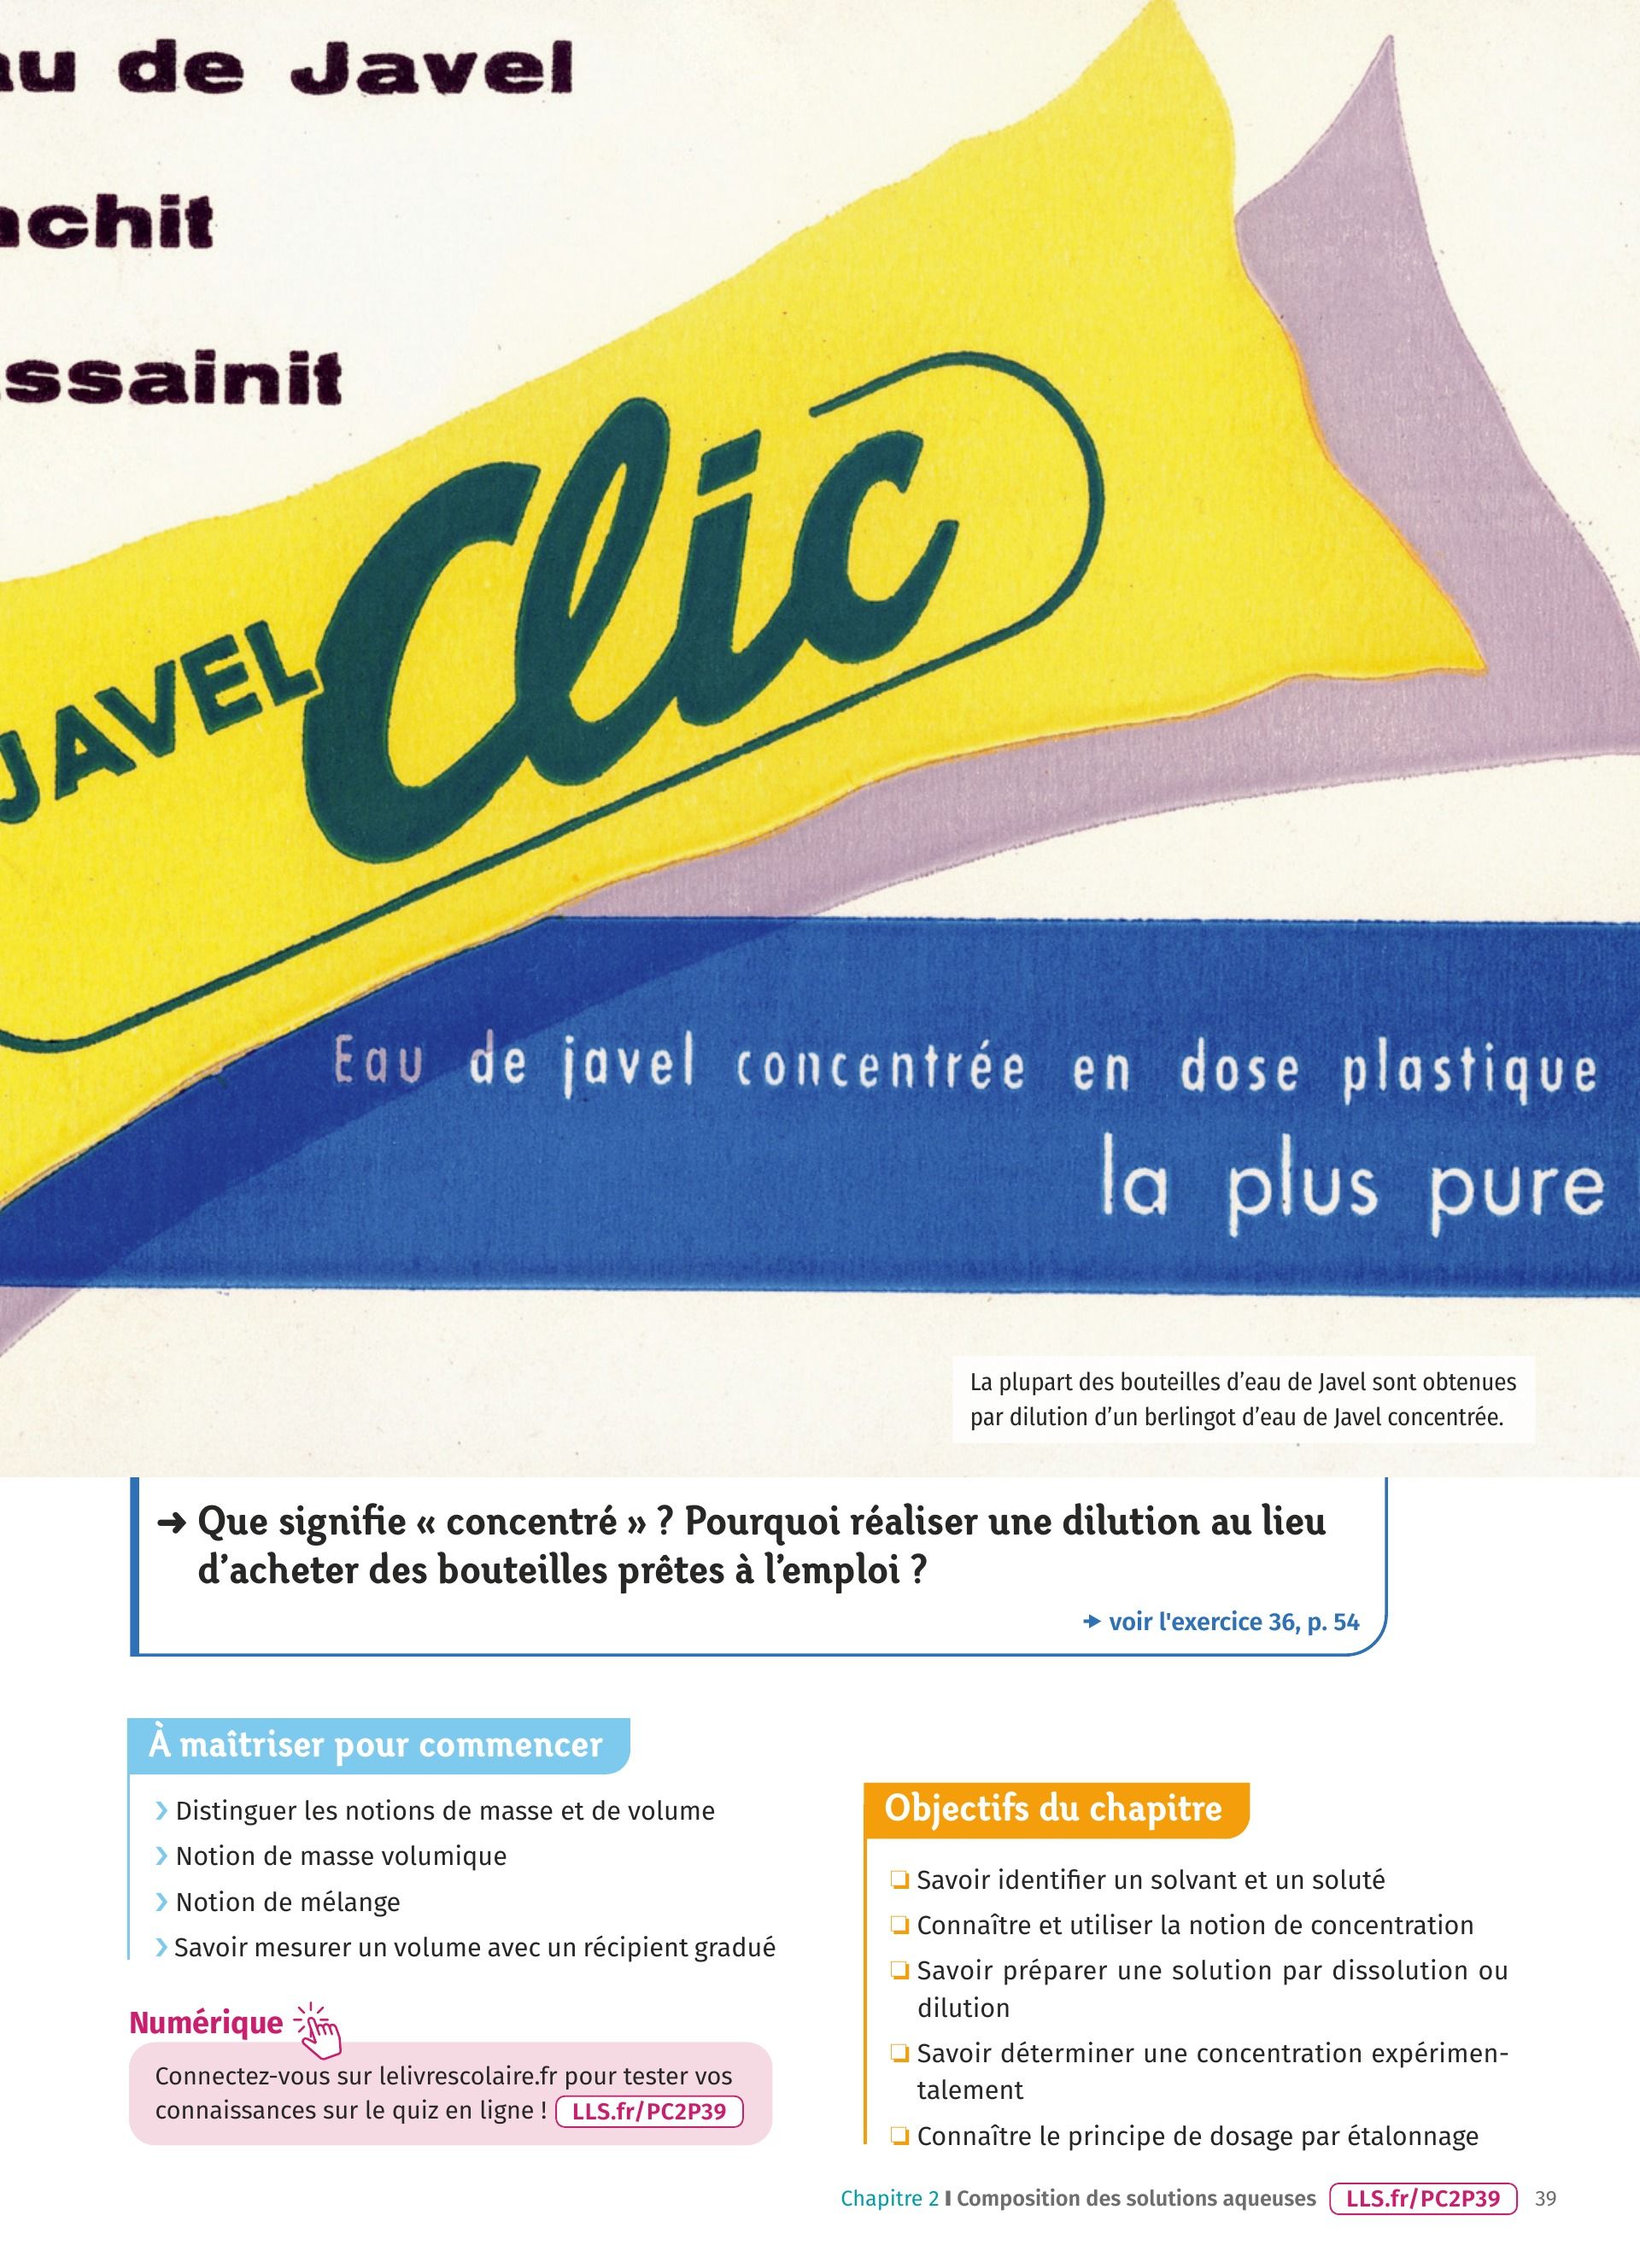 au de Javel
nchit
ssainit
JAVEL Clic
Eau de javel concentrée en dose plastique
la plus pure
La plupart des bouteilles d’eau de Javel sont obtenues
par dilution d’un berlingot d’eau de Javel concentrée.
➜ Que signifie « concentré » ? Pourquoi réaliser une dilution au lieu
d’acheter des bouteilles prêtes à l’emploi ?
➜ voir l'exercice 36, p. 54
À maîtriser pour commencer
› Distinguer les notions de masse et de volume
› Notion de masse volumique
› Notion de mélange
› Savoir mesurer un volume avec un récipient gradué
Numérique
Connectez-vous sur lelivrescolaire.fr pour tester vos
connaissances sur le quiz en ligne ! LLS.fr/PC2P39
Objectifs du chapitre
❏ Savoir identifier un solvant et un soluté
❏ Connaître et utiliser la notion de concentration
❏ Savoir préparer une solution par dissolution ou
dilution
❏ Savoir déterminer une concentration expérimen-
talement
❏ Connaître le principe de dosage par étalonnage
Chapitre 2 I Composition des solutions aqueuses LLS.fr/PC2P39 39